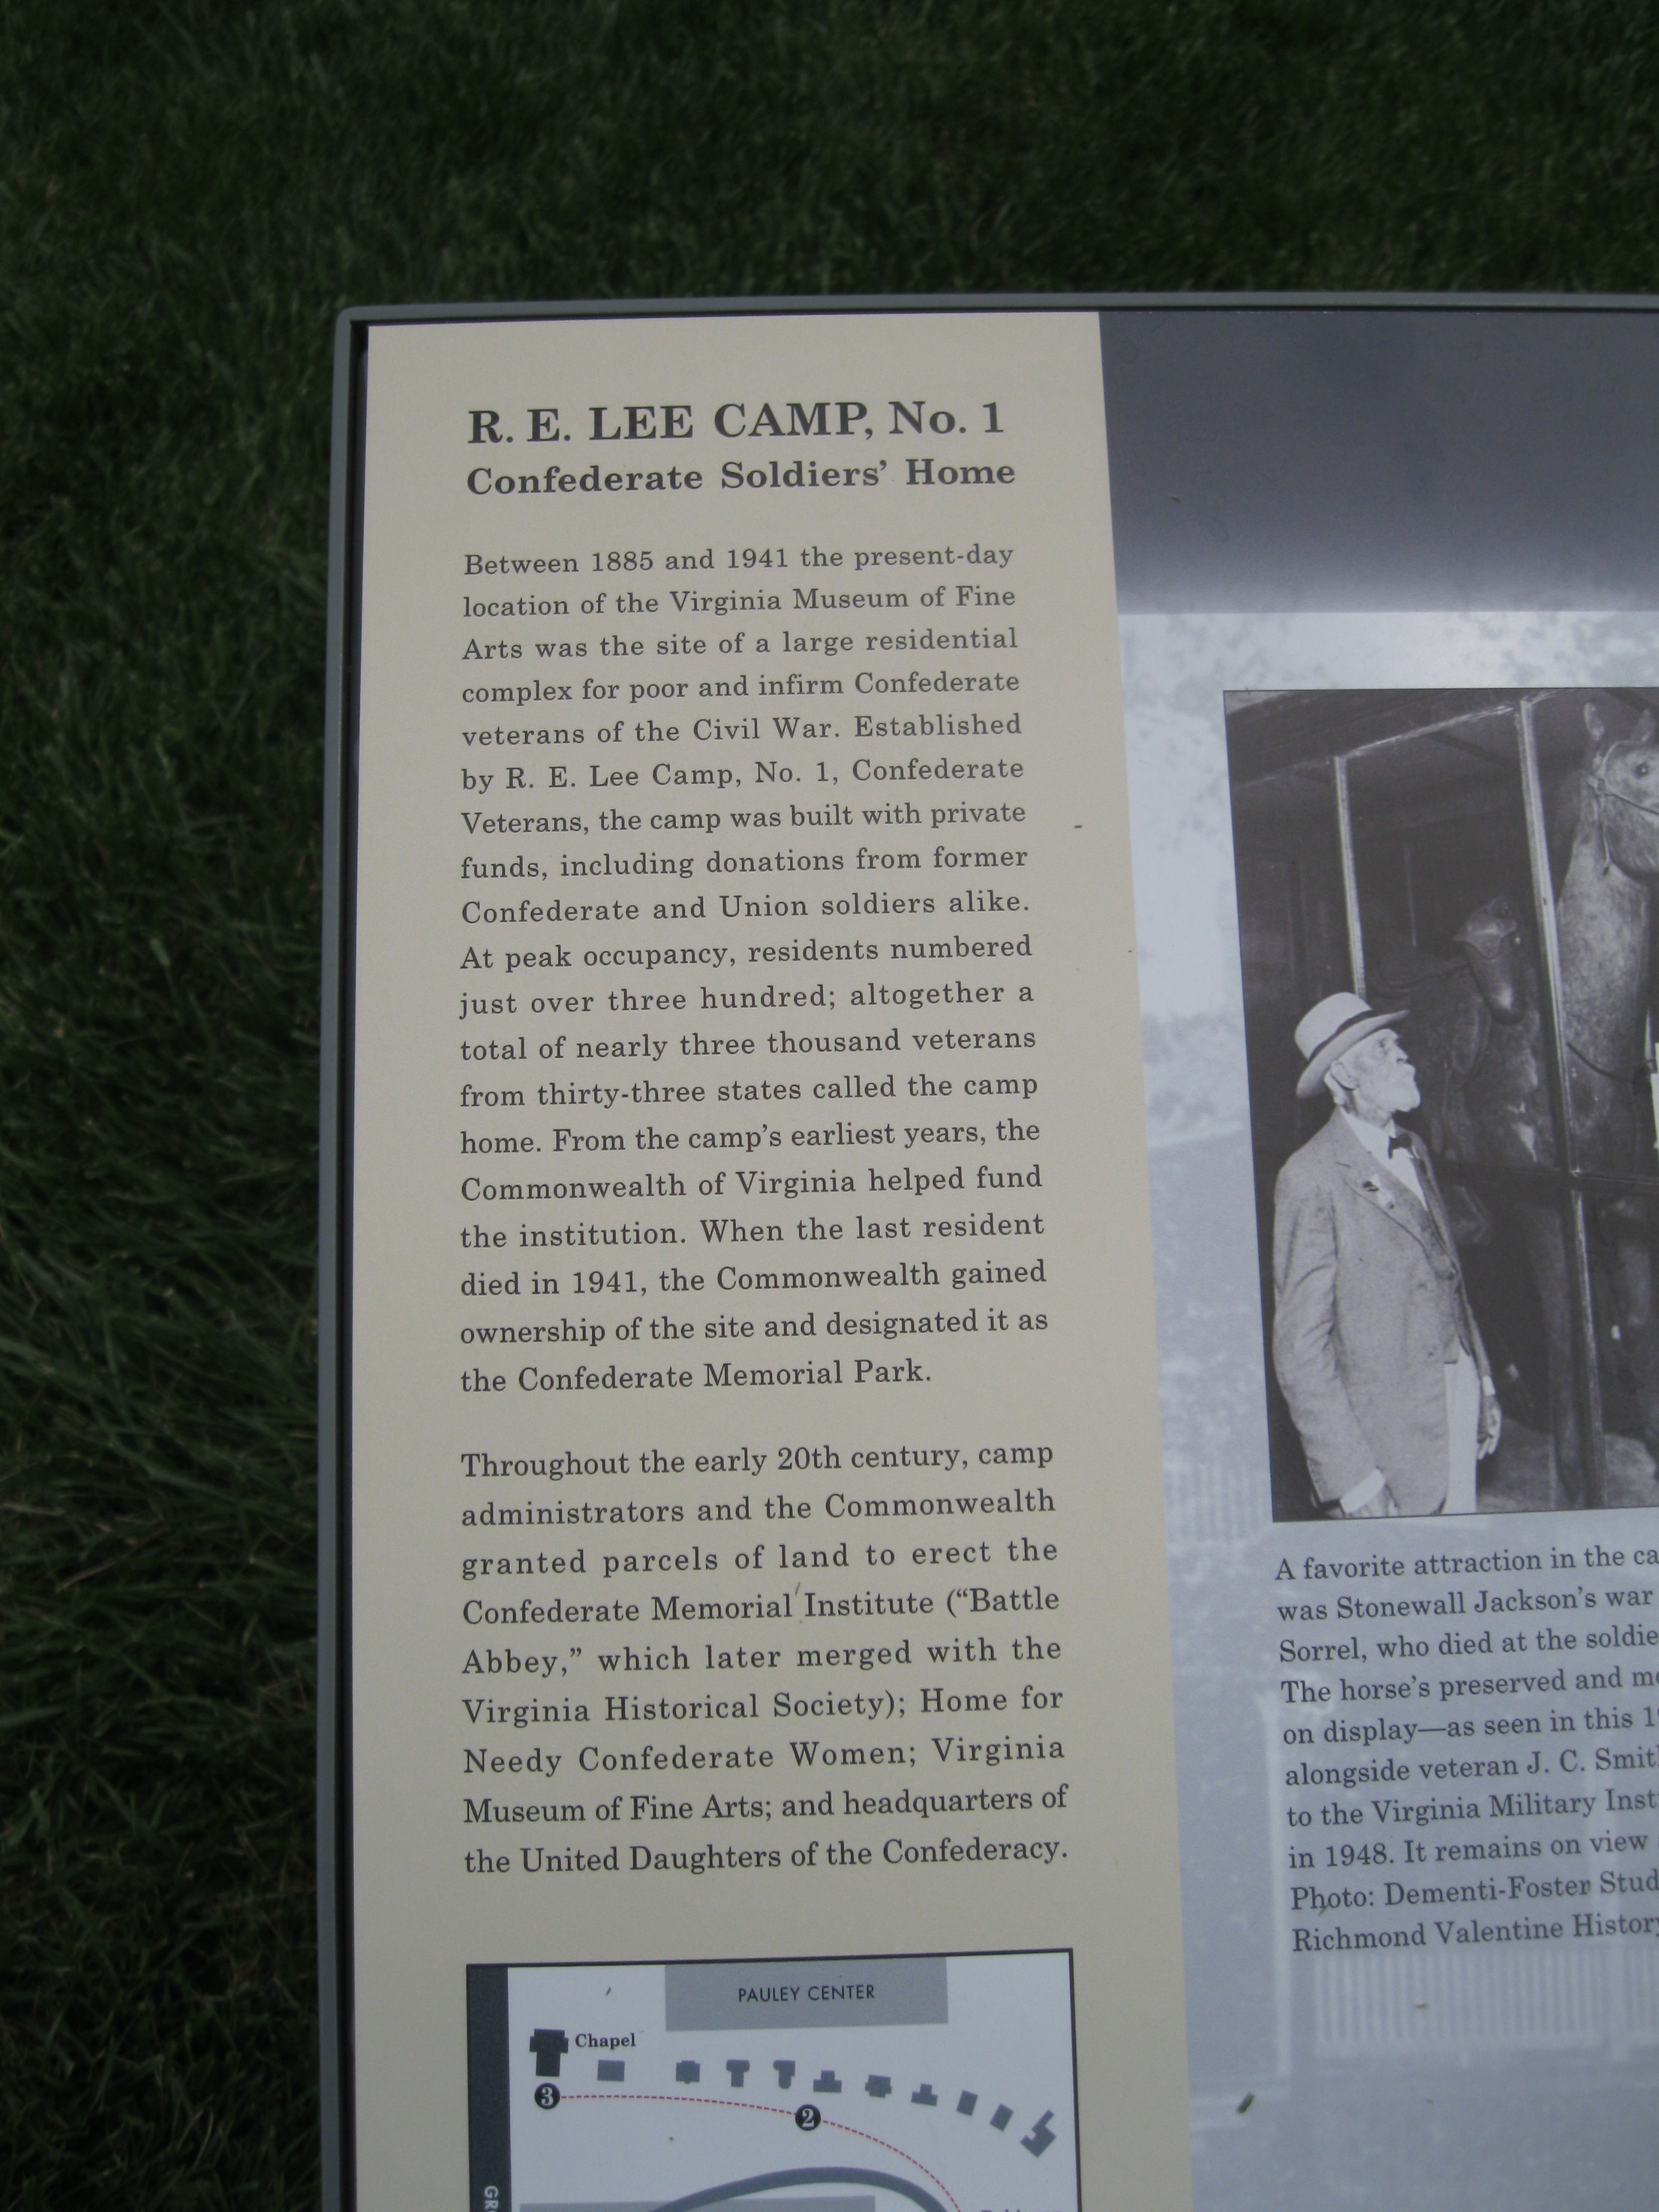 R. E. LEE CAMP, No. 1
Confederate Soldiers’ Home
Between 1885 and 1941 the present-day
location of the Virginia Museum of Fine
Arts was the site of a large residential
complex for poor and infirm Confederate
veterans of the Civil War. Established
by R. E. Lee Camp, No. 1, Confederate
Veterans, the camp was built with private
funds, including donations from former
Confederate and Union soldiers alike.
At peak occupancy, residents numbered
just over three hundred; altogether a
total of nearly three thousand veterans
from thirty-three states called the camp
home. From the camp’s earliest years, the
Commonwealth of Virginia helped fund
the institution. When the last resident
died in 1941, the Commonwealth gained
ownership of the site and designated it as
the Confederate Memorial Park.
Throughout the early 20th century, camp
administrators and the Commonwealth
granted parcels of land to erect the
Confederate Memorial Institute (“Battle
Abbey,” which later merged with the
Virginia Historical Society); Home for
Needy Confederate Women; Virginia
Museum of Fine Arts; and headquarters of
the United Daughters of the Confederacy.
A favorite attraction in the
was Stonewall Jackson’s war
Sorrel, who died at the
The horse’s preserved and
on display—as seen in this
alongside veteran J. C.
to the Virginia Military
in 1948. It remains on view
Photo: Dementi-Foster
Richmond Valentine
PAULEY CENTER
Chapel
3
2